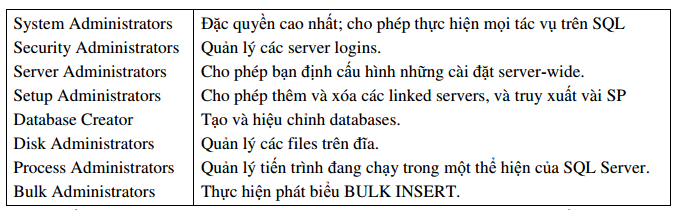 System Administrators Đặc quyền cao nhất; cho phép thực hiện mọi tác vụ trên SQL
Security Administrators Quản lý các server logins.
Server Administrators Cho phép bạn định cấu hình những cài đặt server-wide.
Setup Administrators Cho phép thêm và xóa các linked servers, và truy xuất vài SP
Database Creator Tạo và hiệu chỉnh databases.
Disk Administrators Quản lý các files trên đĩa.
Process Administrators Quản lý tiến trình đang chạy trong một thể hiện của SQL Server.
Bulk Administrators Thực hiện phát biểu BULK INSERT.